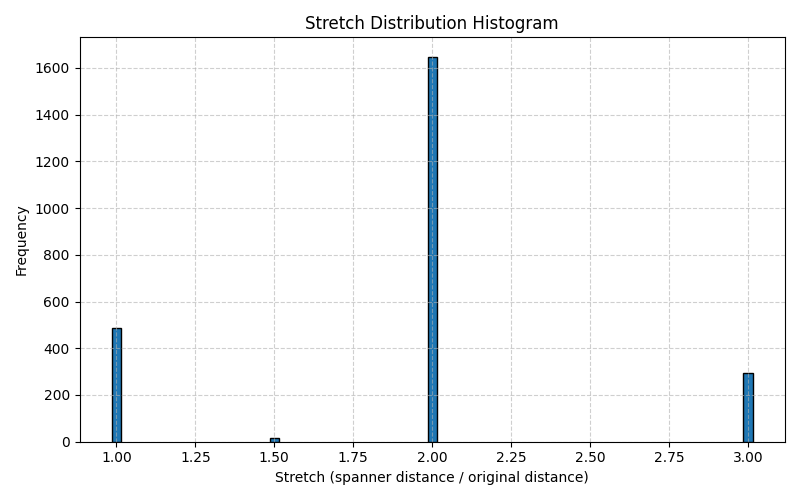 Stretch Distribution Histogram
Frequency
1600
1400
1200
1000
800
600
400
200
0
1.00 1.25 1.50 1.75 2.00 2.25 2.50 2.75 3.00
Stretch (spanner distance / original distance)